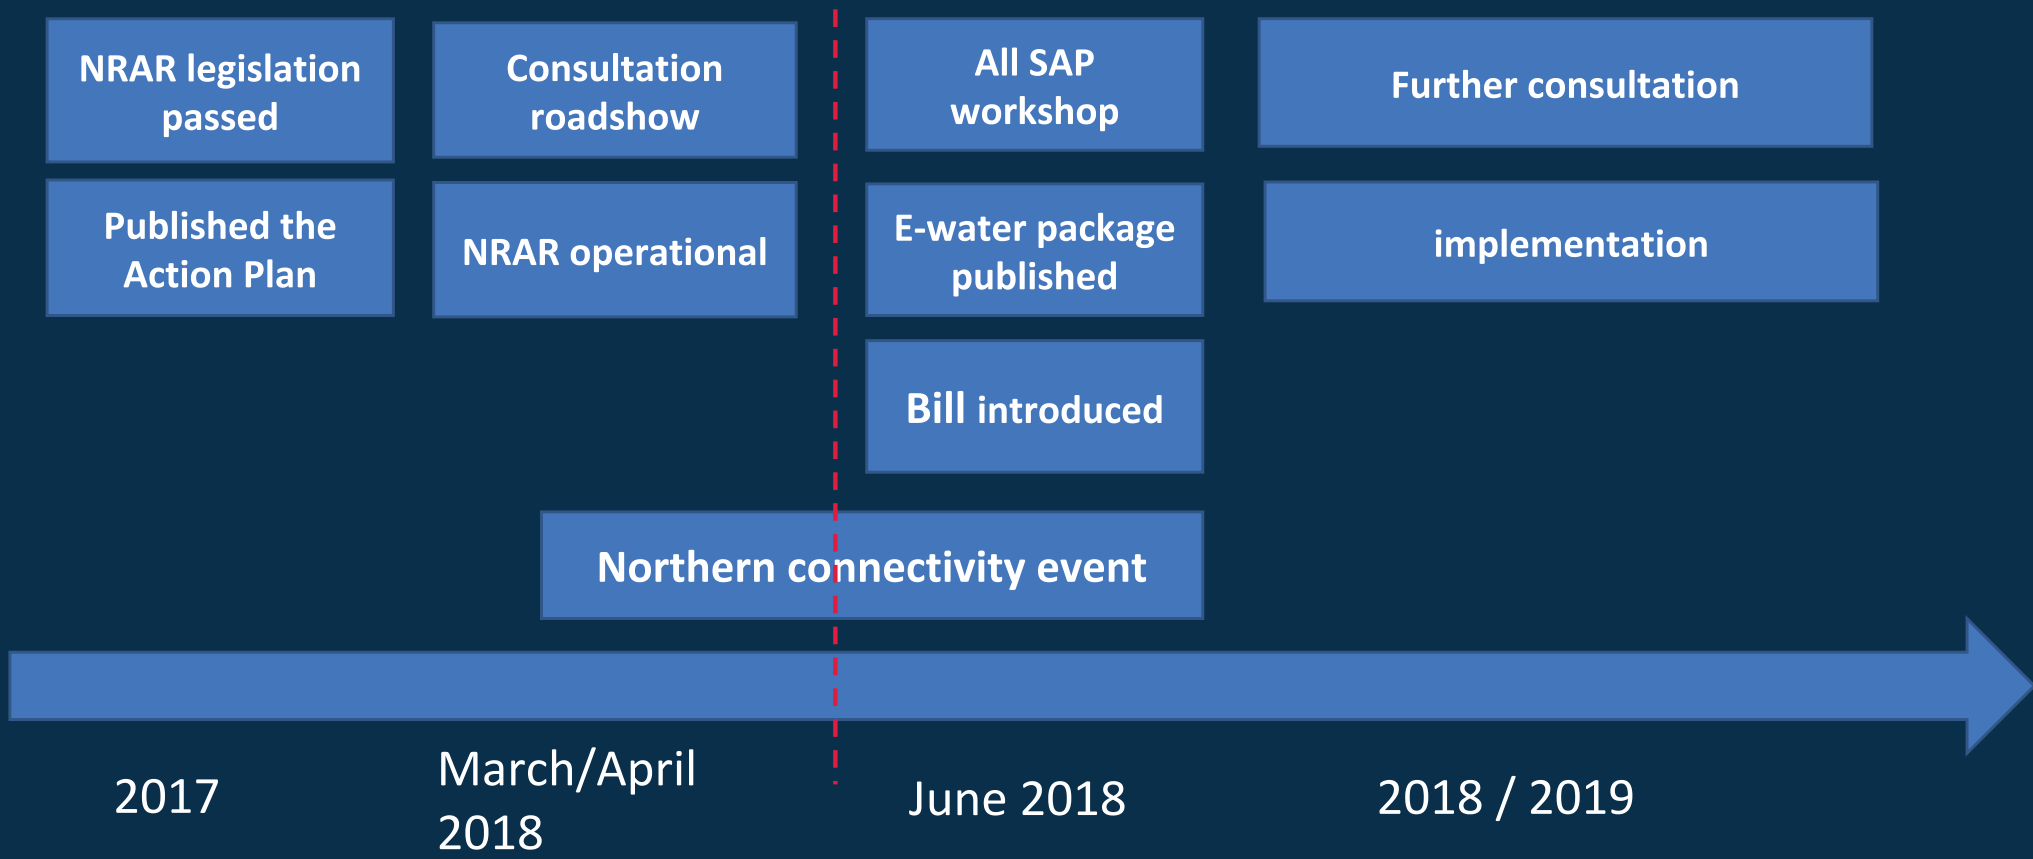 NRAR legislation
passed
Consultation
roadshow
All SAP
workshop
Further consultation
Published the
Action Plan
NRAR operational
E-water package
published
implementation
Bill introduced
Northern connectivity event
2017
March/April
2018
June 2018
2018 / 2019